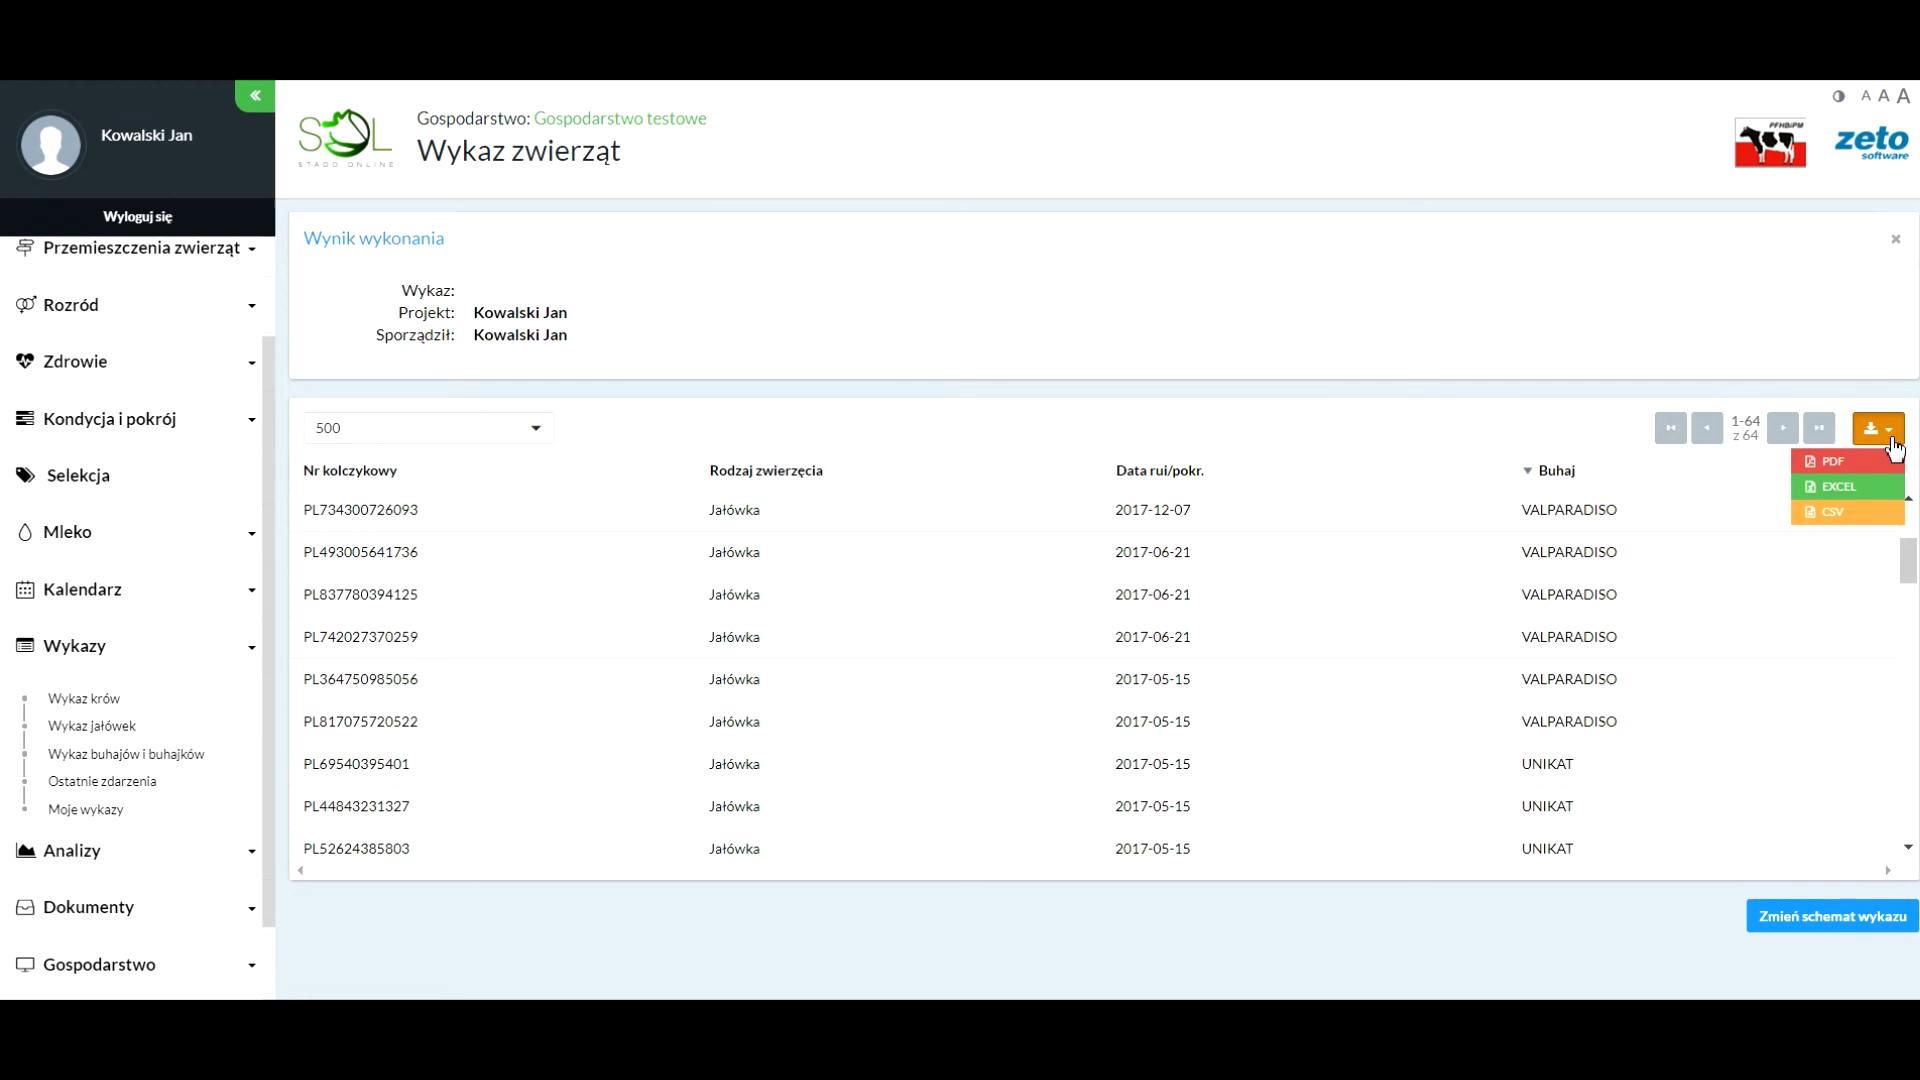 Kowalski Jan
Wyloguj się
Przemieszczenia zwierząt
Rozród
Zdrowie
Kondycja i pokrój
Selekcja
Mleko
Kalendarz
Wykazy
Wykaz krów
Wykaz jałówek
Wykaz buhajów i buhajków
Ostatnie zdarzenia
Moje wykazy
Analizy
Dokumenty
Gospodarstwo
SOL
STADO ONLINE
Gospodarstwo: Gospodarstwo testowe
Wykaz zwierząt
A A A
PFHBiPM
zeto
software
Wynik wykonania
Wykaz:
Projekt: Kowalski Jan
Sporządził: Kowalski Jan
500
1-64
z 64
PDF
EXCEL
CSV
Nr kolczykowy Rodzaj zwierzęcia Data rui/pokr. Buhaj
PL734300726093 Jałówka 2017-12-07 VALPARADISO
PL493005641736 Jałówka 2017-06-21 VALPARADISO
PL837780394125 Jałówka 2017-06-21 VALPARADISO
PL742027370259 Jałówka 2017-06-21 VALPARADISO
PL364750985056 Jałówka 2017-05-15 VALPARADISO
PL817075720522 Jałówka 2017-05-15 VALPARADISO
PL69540395401 Jałówka 2017-05-15 UNIKAT
PL44843231327 Jałówka 2017-05-15 UNIKAT
PL52624385803 Jałówka 2017-05-15 UNIKAT
Zmień schemat wykazu